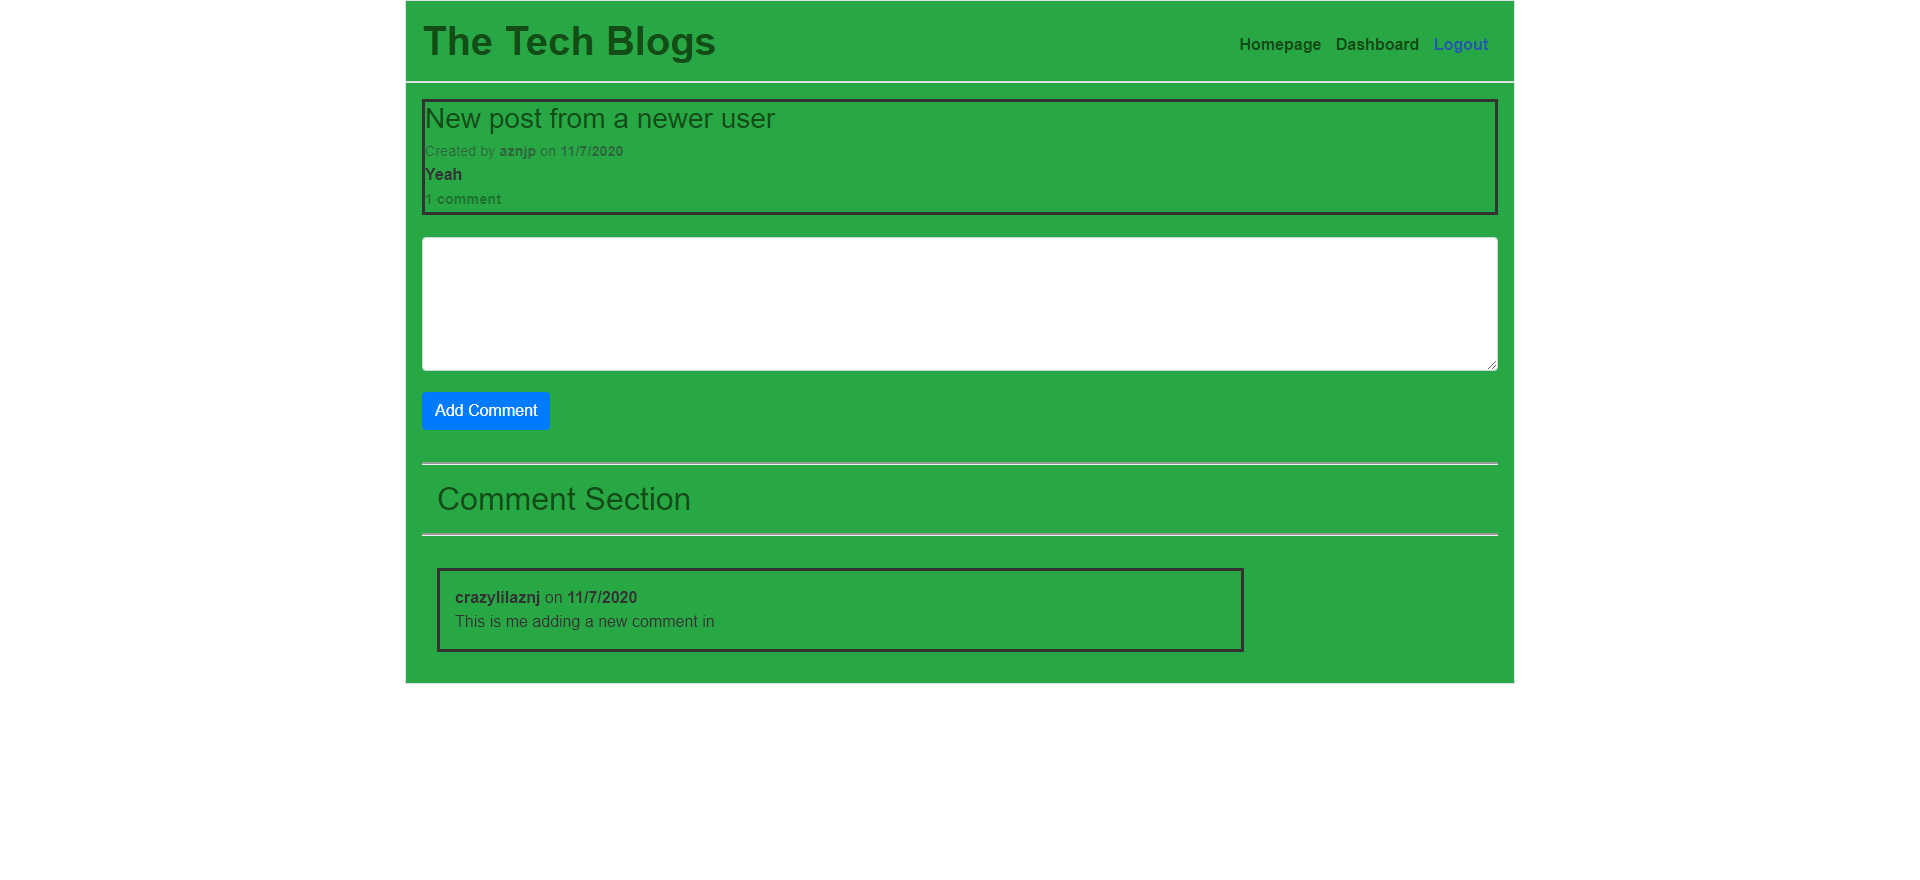 The Tech Blogs
Homepage Dashboard Logout
New post from a newer user
Created by aznjp on 11/7/2020
Yeah
1 comment
Add Comment
Comment Section
crazylilaznj on 11/7/2020
This is me adding a new comment in